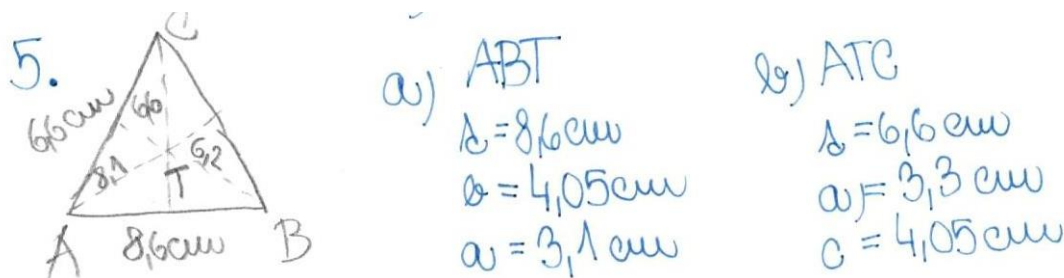 5.
C
6,6 cm
6,6
8,1
6,2
T
A
8,6 cm
B
a) ABT
c = 8,6 cm
b = 4,05 cm
a = 3,1 cm
b) ATC
b = 6,6 cm
a = 3,3 cm
c = 4,05 cm